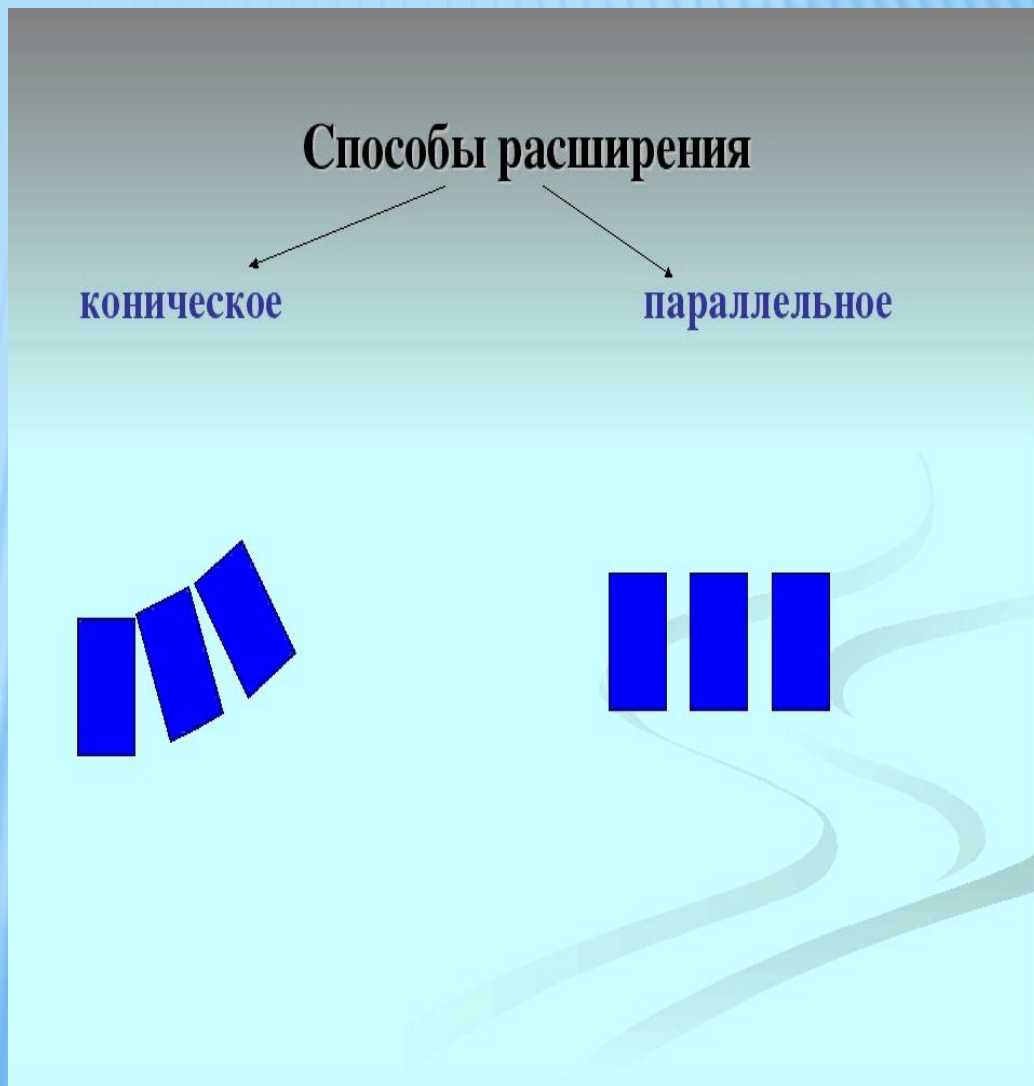 Способы расширения
коническое
параллельное